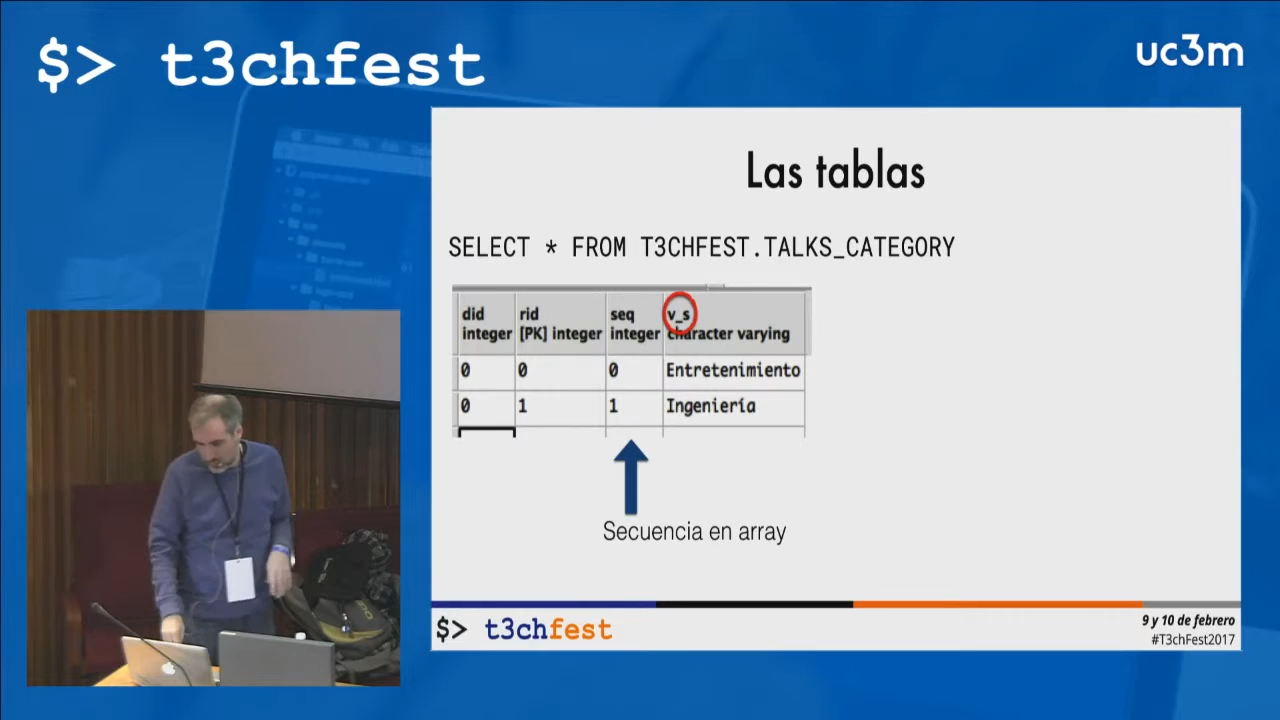 $> t3chfest
uc3m
Las tablas
SELECT * FROM T3CHFEST.TALKS_CATEGORY
did rid seq v_s
integer [PK] integer integer character varying
0 0 0 Entretenimiento
0 1 1 Ingeniería
Secuencia en array
$> t3chfest
9 y 10 de febrero
#T3chFest2017